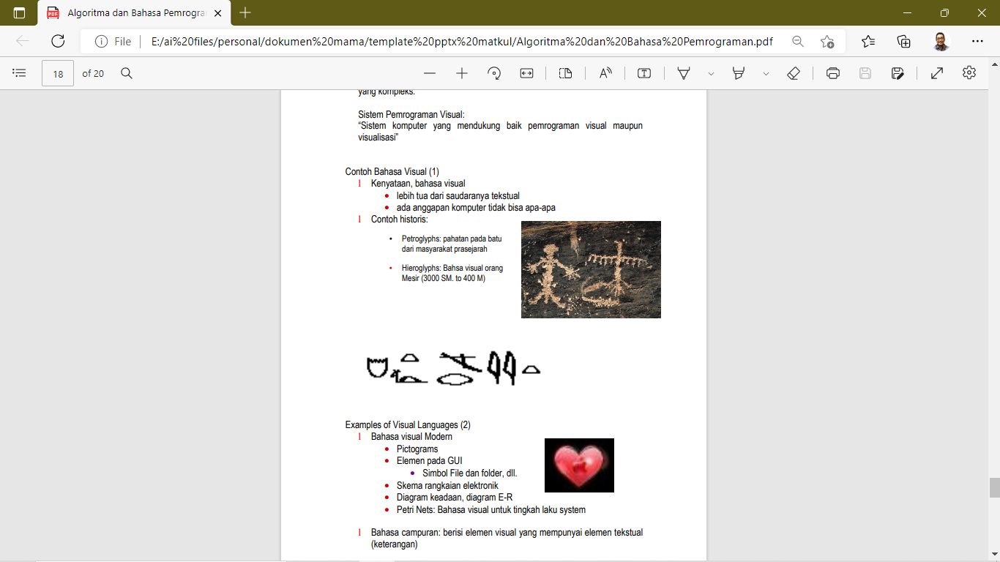 Algoritma dan Bahasa Pemrogra
File
E:/ai%20files/personal/dokumen%20mama/template%20pptx%20matkul/Algoritma%20dan%20Bahasa%20Pemrograman.pdf
18 of 20
yang kompleks.
Sistem Pemrograman Visual:
“Sistem komputer yang mendukung baik pemrograman visual maupun
visualisasi”
Contoh Bahasa Visual (1)
l Kenyataan, bahasa visual
• lebih tua dari saudaranya tekstual
• ada anggapan komputer tidak bisa apa-apa
l Contoh historis:
• Petroglyphs: pahatan pada batu
dari masyarakat prasejarah
• Hieroglyphs: Bahsa visual orang
Mesir (3000 SM. to 400 M)
Examples of Visual Languages (2)
l Bahasa visual Modern
• Pictograms
• Elemen pada GUI
• Simbol File dan folder, dll.
• Skema rangkaian elektronik
• Diagram keadaan, diagram E-R
• Petri Nets: Bahasa visual untuk tingkah laku system
l Bahasa campuran: berisi elemen visual yang mempunyai elemen tekstual
(keterangan)